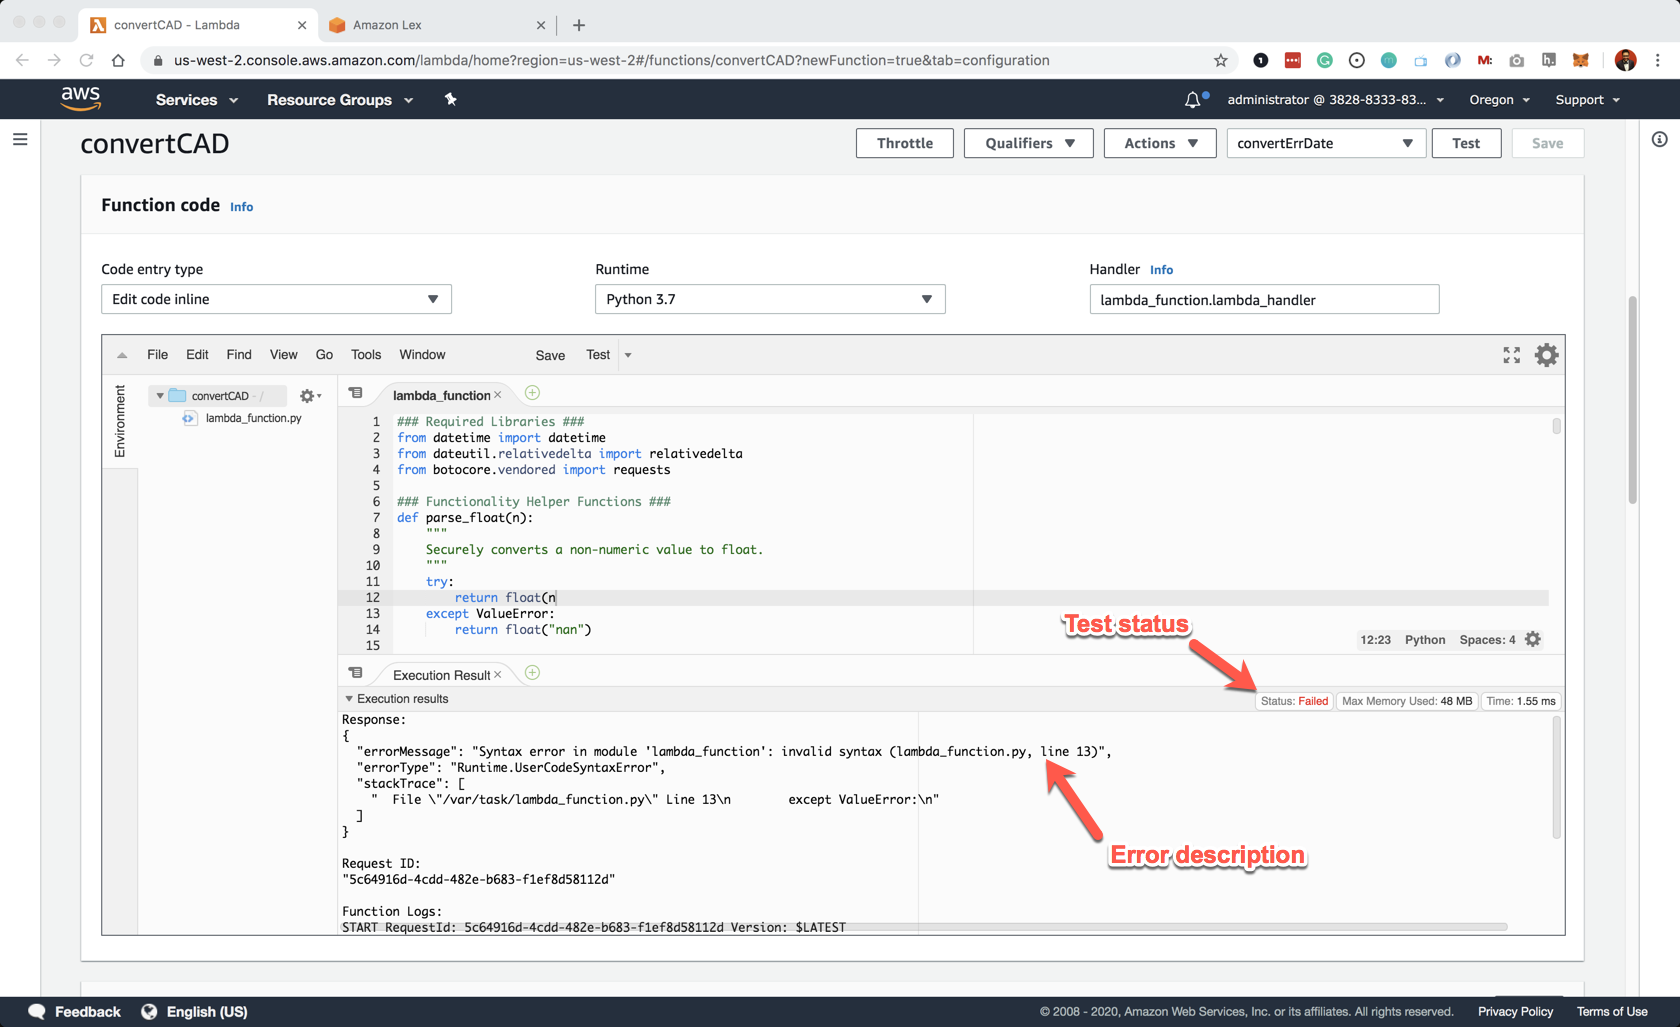 convertCAD - Lambda
Amazon Lex
us-west-2.console.aws.amazon.com/lambda/home?region=us-west-2#/functions/convertCAD?newFunction=true&tab=configuration
aws
Services
Resource Groups
administrator @ 3828-8333-83...
Oregon
Support
convertCAD
Throttle
Qualifiers
Actions
convertErrDate
Test
Save
Function code Info
Code entry type
Runtime
Handler Info
Edit code inline
Python 3.7
lambda_function.lambda_handler
File Edit Find View Go Tools Window Save Test
Environment
convertCAD - /
lambda_function.py
lambda_function
1 ### Required Libraries ###
2 from datetime import datetime
3 from dateutil.relativedelta import relativedelta
4 from botocore.vendored import requests
5
6 ### Functionality Helper Functions ###
7 def parse_float(n):
8 """
9 Securely converts a non-numeric value to float.
10 """
11 try:
12 return float(n
13 except ValueError:
14 return float("nan")
15
Test status
12:23 Python Spaces: 4
Execution Result
Execution results
Status: Failed
Max Memory Used: 48 MB
Time: 1.55 ms
Response:
{
"errorMessage": "Syntax error in module 'lambda_function': invalid syntax (lambda_function.py, line 13)",
"errorType": "Runtime.UserCodeSyntaxError",
"stackTrace": [
" File \"/var/task/lambda_function.py\" Line 13\n except ValueError:\n"
]
}
Error description
Request ID:
"5c64916d-4cdd-482e-b683-f1ef8d58112d"
Function Logs:
START RequestId: 5c64916d-4cdd-482e-b683-f1ef8d58112d Version: $LATEST
Feedback
English (US)
© 2008 - 2020, Amazon Web Services, Inc. or its affiliates. All rights reserved.
Privacy Policy
Terms of Use